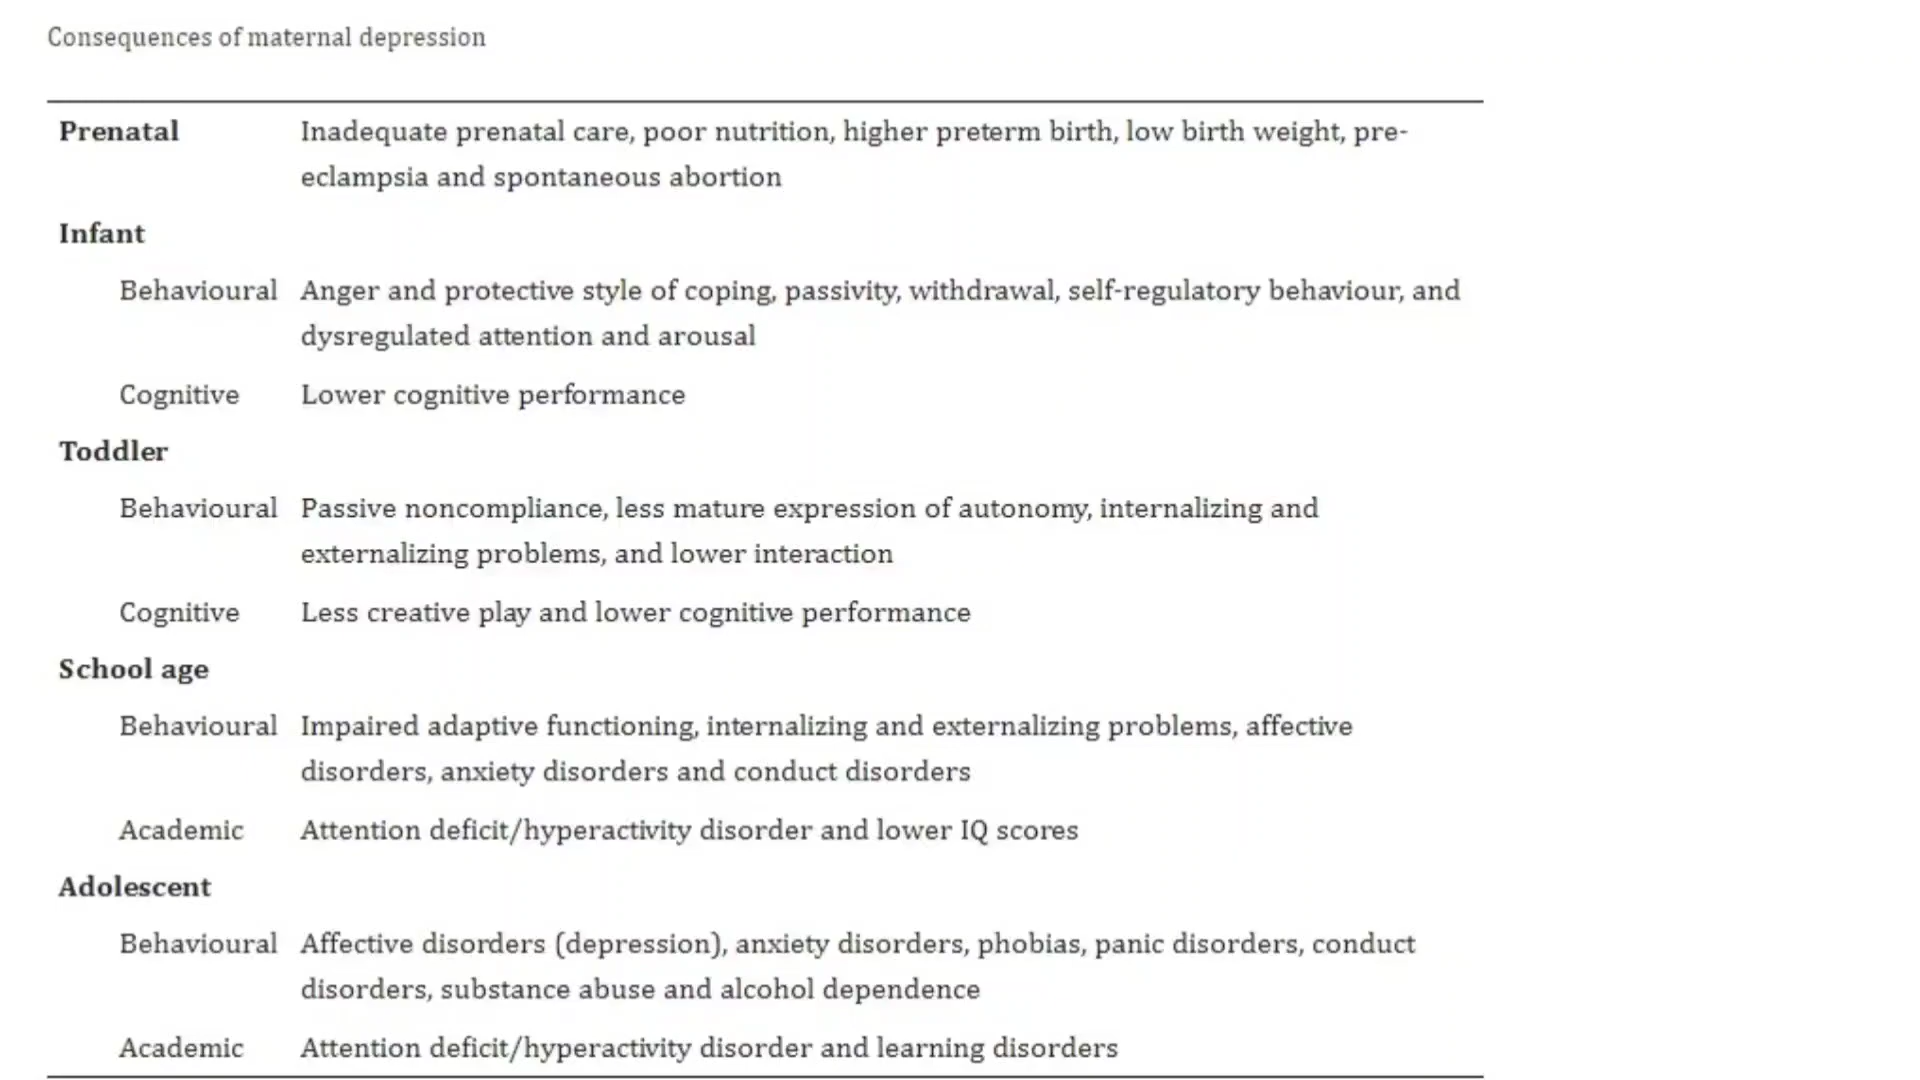 Consequences of maternal depression
Prenatal Inadequate prenatal care, poor nutrition, higher preterm birth, low birth weight, pre-
eclampsia and spontaneous abortion
Infant
Behavioural Anger and protective style of coping, passivity, withdrawal, self-regulatory behaviour, and
dysregulated attention and arousal
Cognitive Lower cognitive performance
Toddler
Behavioural Passive noncompliance, less mature expression of autonomy, internalizing and
externalizing problems, and lower interaction
Cognitive Less creative play and lower cognitive performance
School age
Behavioural Impaired adaptive functioning, internalizing and externalizing problems, affective
disorders, anxiety disorders and conduct disorders
Academic Attention deficit/hyperactivity disorder and lower IQ scores
Adolescent
Behavioural Affective disorders (depression), anxiety disorders, phobias, panic disorders, conduct
disorders, substance abuse and alcohol dependence
Academic Attention deficit/hyperactivity disorder and learning disorders